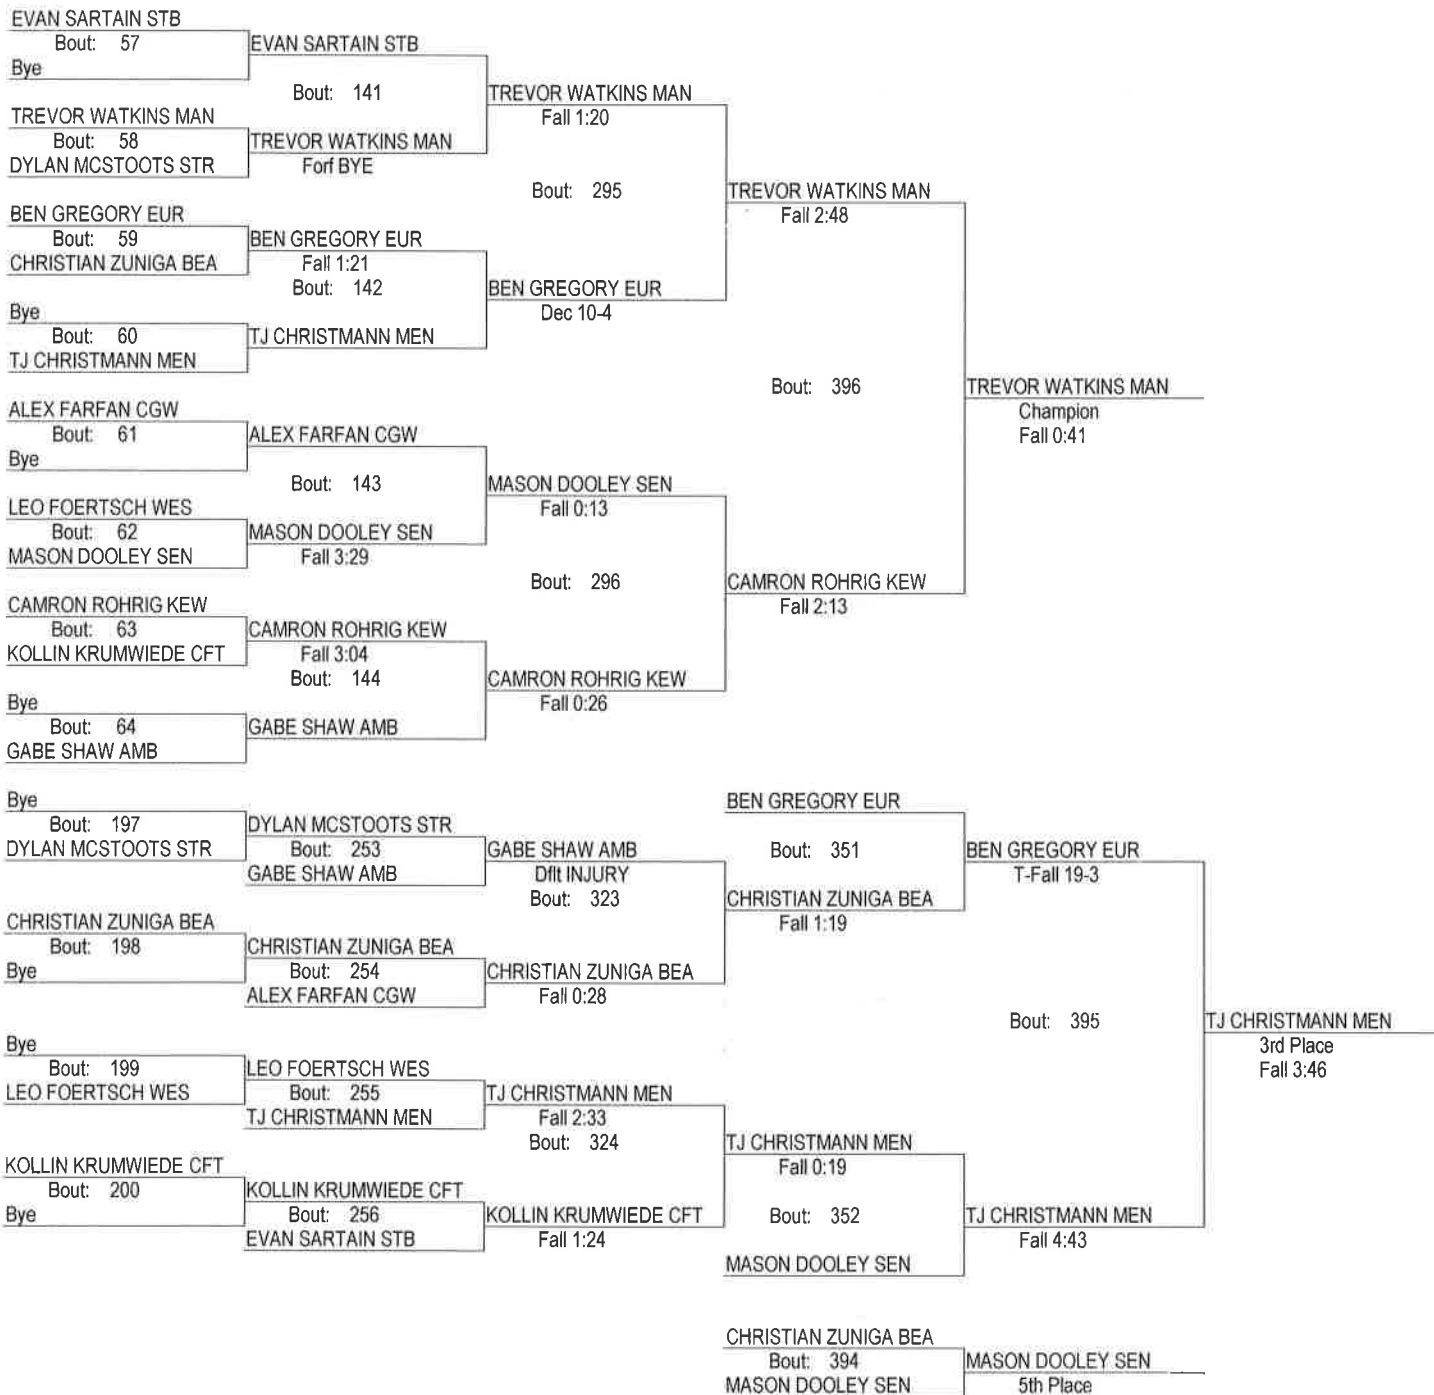 EVAN SARTAIN STB
Bout: 57
Bye
EVAN SARTAIN STB
Bout: 141
TREVOR WATKINS MAN
Bout: 58
DYLAN MCSTOOTS STR
TREVOR WATKINS MAN
Forf BYE
TREVOR WATKINS MAN
Fall 1:20
Bout: 295
BEN GREGORY EUR
Bout: 59
CHRISTIAN ZUNIGA BEA
BEN GREGORY EUR
Fall 1:21
Bout: 142
Bye
Bout: 60
TJ CHRISTMANN MEN
TJ CHRISTMANN MEN
BEN GREGORY EUR
Dec 10-4
TREVOR WATKINS MAN
Fall 2:48
Bout: 396
ALEX FARFAN CGW
Bout: 61
Bye
ALEX FARFAN CGW
Bout: 143
LEO FOERTSCH WES
Bout: 62
MASON DOOLEY SEN
MASON DOOLEY SEN
Fall 3:29
MASON DOOLEY SEN
Fall 0:13
Bout: 296
CAMRON ROHRIG KEW
Bout: 63
KOLLIN KRUMWIEDE CFT
CAMRON ROHRIG KEW
Fall 3:04
Bout: 144
Bye
Bout: 64
GABE SHAW AMB
GABE SHAW AMB
CAMRON ROHRIG KEW
Fall 0:26
CAMRON ROHRIG KEW
Fall 2:13
TREVOR WATKINS MAN
Champion
Fall 0:41
Bye
Bout: 197
DYLAN MCSTOOTS STR
DYLAN MCSTOOTS STR
Bout: 253
GABE SHAW AMB
GABE SHAW AMB
Dflt INJURY
Bout: 323
CHRISTIAN ZUNIGA BEA
Bout: 198
Bye
CHRISTIAN ZUNIGA BEA
Bout: 254
ALEX FARFAN CGW
CHRISTIAN ZUNIGA BEA
Fall 0:28
BEN GREGORY EUR
Bout: 351
CHRISTIAN ZUNIGA BEA
Fall 1:19
BEN GREGORY EUR
T-Fall 19-3
Bout: 395
Bye
Bout: 199
LEO FOERTSCH WES
LEO FOERTSCH WES
Bout: 255
TJ CHRISTMANN MEN
TJ CHRISTMANN MEN
Fall 2:33
Bout: 324
KOLLIN KRUMWIEDE CFT
Bout: 200
Bye
KOLLIN KRUMWIEDE CFT
Bout: 256
EVAN SARTAIN STB
KOLLIN KRUMWIEDE CFT
Fall 1:24
TJ CHRISTMANN MEN
Fall 0:19
Bout: 352
MASON DOOLEY SEN
TJ CHRISTMANN MEN
Fall 4:43
TJ CHRISTMANN MEN
3rd Place
Fall 3:46
CHRISTIAN ZUNIGA BEA
Bout: 394
MASON DOOLEY SEN
MASON DOOLEY SEN
5th Place